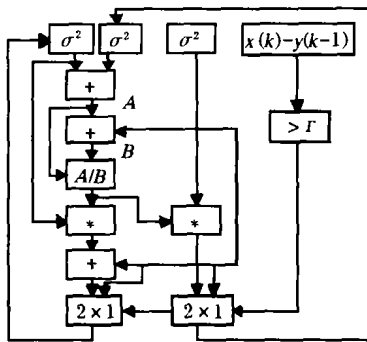 σ² σ² σ² x(k)−y(k−1)
+
A
+ > Γ
B
A/B
* *
+
2×1 2×1